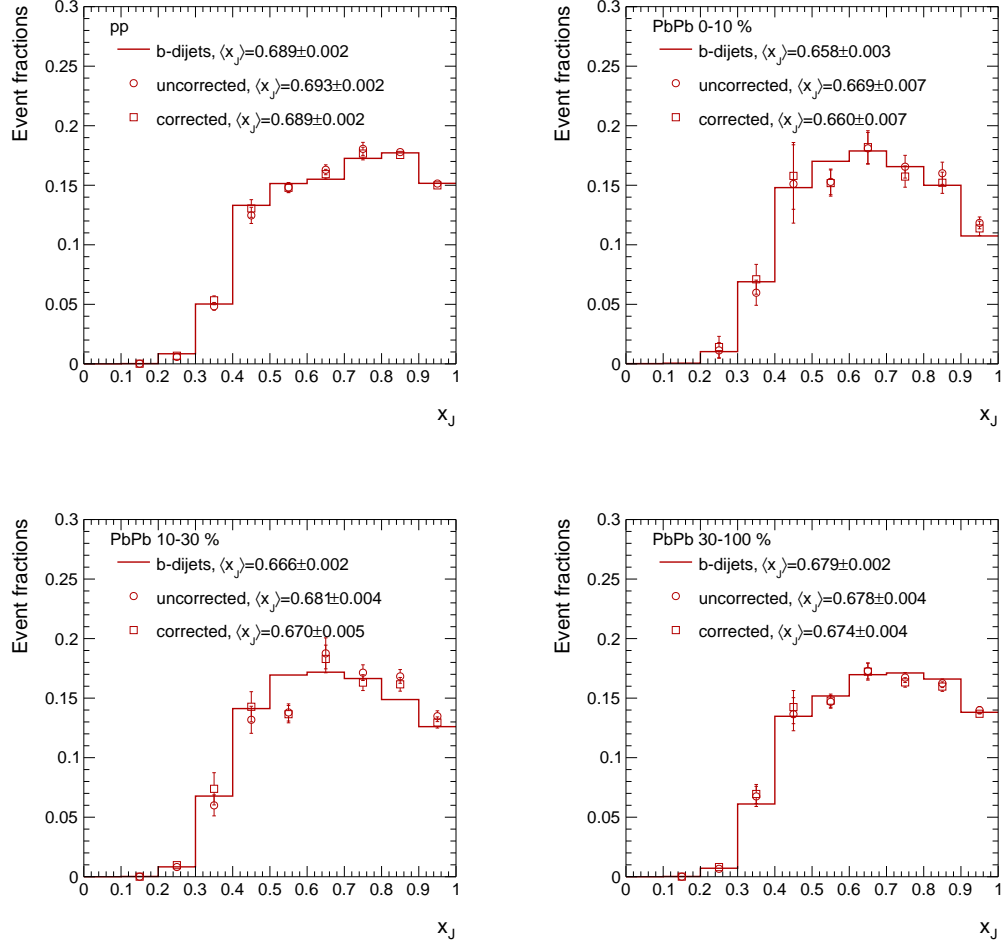 pp
b-dijets, ⟨x_J⟩=0.689±0.002
uncorrected, ⟨x_J⟩=0.693±0.002
corrected, ⟨x_J⟩=0.689±0.002
Event fractions
0.3
0.25
0.2
0.15
0.1
0.05
0
0 0.1 0.2 0.3 0.4 0.5 0.6 0.7 0.8 0.9 1
x_J
PbPb 0-10 %
b-dijets, ⟨x_J⟩=0.658±0.003
uncorrected, ⟨x_J⟩=0.669±0.007
corrected, ⟨x_J⟩=0.660±0.007
Event fractions
0.3
0.25
0.2
0.15
0.1
0.05
0
0 0.1 0.2 0.3 0.4 0.5 0.6 0.7 0.8 0.9 1
x_J
PbPb 10-30 %
b-dijets, ⟨x_J⟩=0.666±0.002
uncorrected, ⟨x_J⟩=0.681±0.004
corrected, ⟨x_J⟩=0.670±0.005
Event fractions
0.3
0.25
0.2
0.15
0.1
0.05
0
0 0.1 0.2 0.3 0.4 0.5 0.6 0.7 0.8 0.9 1
x_J
PbPb 30-100 %
b-dijets, ⟨x_J⟩=0.679±0.002
uncorrected, ⟨x_J⟩=0.678±0.004
corrected, ⟨x_J⟩=0.674±0.004
Event fractions
0.3
0.25
0.2
0.15
0.1
0.05
0
0 0.1 0.2 0.3 0.4 0.5 0.6 0.7 0.8 0.9 1
x_J